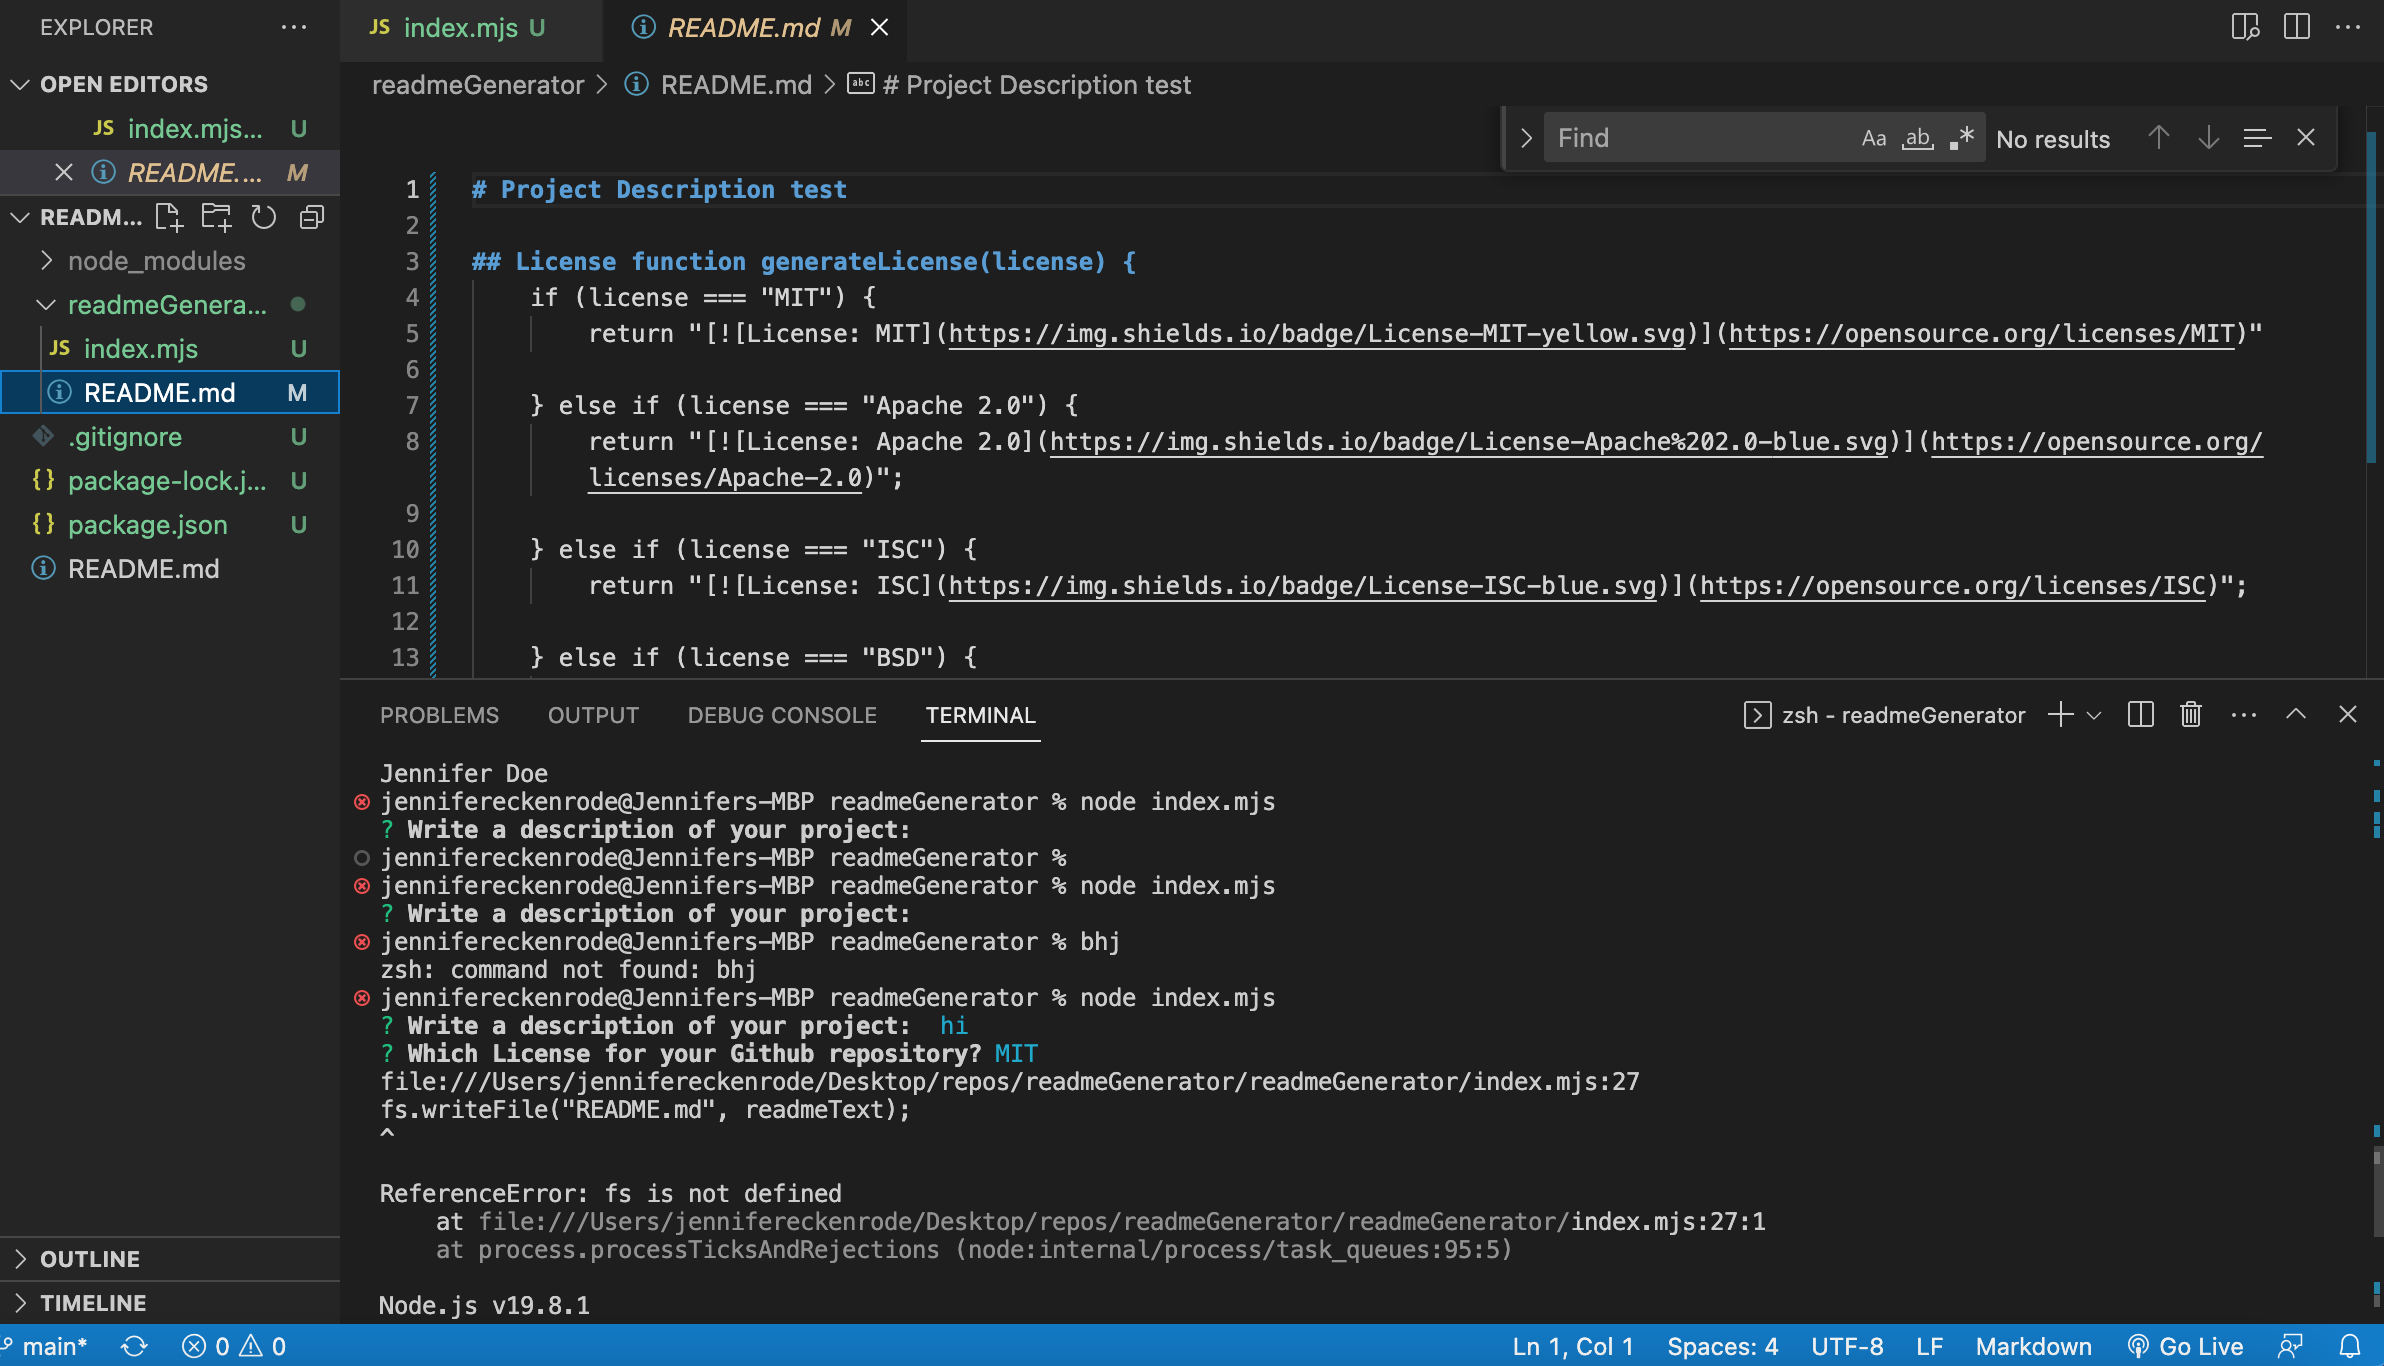 EXPLORER
OPEN EDITORS
JS index.mjs... U
README.... M
READM...
node_modules
readmeGenera...
JS index.mjs U
README.md M
.gitignore U
{} package-lock.j... U
{} package.json U
README.md
OUTLINE
TIMELINE
JS index.mjs U
README.md M
readmeGenerator > README.md > abc # Project Description test
Find Aa ab .* No results
1 # Project Description test
2
3 ## License function generateLicense(license) {
4 if (license === "MIT") {
5 return "[![License: MIT](https://img.shields.io/badge/License-MIT-yellow.svg)](https://opensource.org/licenses/MIT)"
6
7 } else if (license === "Apache 2.0") {
8 return "[![License: Apache 2.0](https://img.shields.io/badge/License-Apache%202.0-blue.svg)](https://opensource.org/
licenses/Apache-2.0)";
9
10 } else if (license === "ISC") {
11 return "[![License: ISC](https://img.shields.io/badge/License-ISC-blue.svg)](https://opensource.org/licenses/ISC)";
12
13 } else if (license === "BSD") {
PROBLEMS OUTPUT DEBUG CONSOLE TERMINAL
zsh - readmeGenerator
Jennifer Doe
jennifereckenrode@Jennifers-MBP readmeGenerator % node index.mjs
? Write a description of your project:
jennifereckenrode@Jennifers-MBP readmeGenerator %
jennifereckenrode@Jennifers-MBP readmeGenerator % node index.mjs
? Write a description of your project:
jennifereckenrode@Jennifers-MBP readmeGenerator % bhj
zsh: command not found: bhj
jennifereckenrode@Jennifers-MBP readmeGenerator % node index.mjs
? Write a description of your project: hi
? Which License for your Github repository? MIT
file:///Users/jennifereckenrode/Desktop/repos/readmeGenerator/readmeGenerator/index.mjs:27
fs.writeFile("README.md", readmeText);
^
ReferenceError: fs is not defined
at file:///Users/jennifereckenrode/Desktop/repos/readmeGenerator/readmeGenerator/index.mjs:27:1
at process.processTicksAndRejections (node:internal/process/task_queues:95:5)
Node.js v19.8.1
main* 0 0
Ln 1, Col 1 Spaces: 4 UTF-8 LF Markdown Go Live